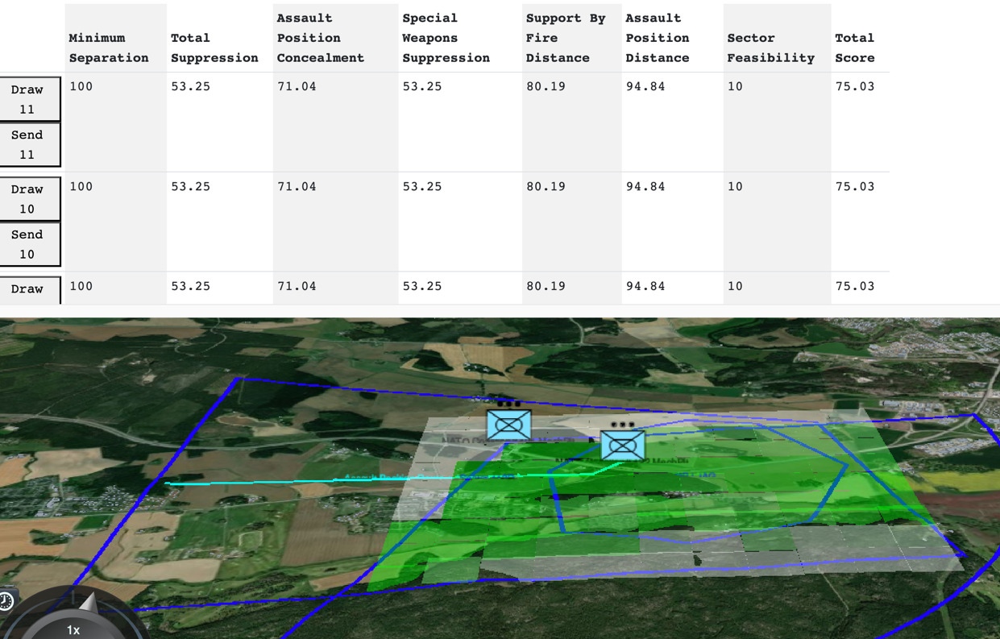 Minimum Separation Total Suppression Assault Position Concealment Special Weapons Suppression Support By Fire Distance Assault Position Distance Sector Feasibility Total Score
Draw 11 100 53.25 71.04 53.25 80.19 94.84 10 75.03
Send 11
Draw 10 100 53.25 71.04 53.25 80.19 94.84 10 75.03
Send 10
Draw 100 53.25 71.04 53.25 80.19 94.84 10 75.03
1x